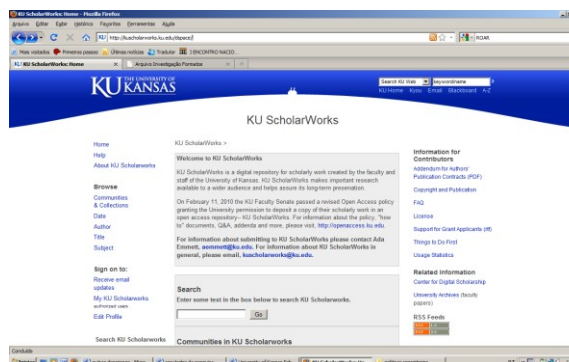 KU ScholarWorks: Home - Mozilla Firefox
Arquivo Editar Exibir Histórico Favoritos Ferramentas Ajuda
http://kuscholarworks.ku.edu/dspace/
ROAR
Mais visitados Primeiros passos Últimas notícias Tradutor I ENCONTRO NACIO...
KU ScholarWorks: Home
Arquivo Investigação Formatos
THE UNIVERSITY OF
KU KANSAS
Search KU Web keyword/name
KU Home Kyou Email Blackboard A-Z
KU ScholarWorks
Home
Help
About KU Scholarworks
Browse
Communities
& Collections
Date
Author
Title
Subject
Sign on to:
Receive email
updates
My KU Scholarworks
authorized users
Edit Profile
Search KU Scholarworks
KU ScholarWorks >
Welcome to KU ScholarWorks
KU ScholarWorks is a digital repository for scholarly work created by the faculty and
staff of the University of Kansas. KU ScholarWorks makes important research
available to a wider audience and helps assure its long-term preservation.
On February 11, 2010 the KU Faculty Senate passed a revised Open Access policy
granting the University permission to deposit a copy of their scholarly work in an
open access repository-- KU ScholarWorks. For information about the policy, "how
to" documents, Q&A, addenda and more, please visit, http://openaccess.ku.edu.
For information about submitting to KU ScholarWorks please contact Ada
Emmett, aemmett@ku.edu. For information about KU ScholarWorks in
general, please email, kuscholarworks@ku.edu.
Search
Enter some text in the box below to search KU Scholarworks.
Go
Communities in KU ScholarWorks
Information for
Contributors
Addendum for Authors'
Publication Contracts (PDF)
Copyright and Publication
FAQ
License
Support for Grant Applicants (rtf)
Things to Do First
Usage Statistics
Related Information
Center for Digital Scholarship
University Archives (faculty
papers)
RSS Feeds
Concluído